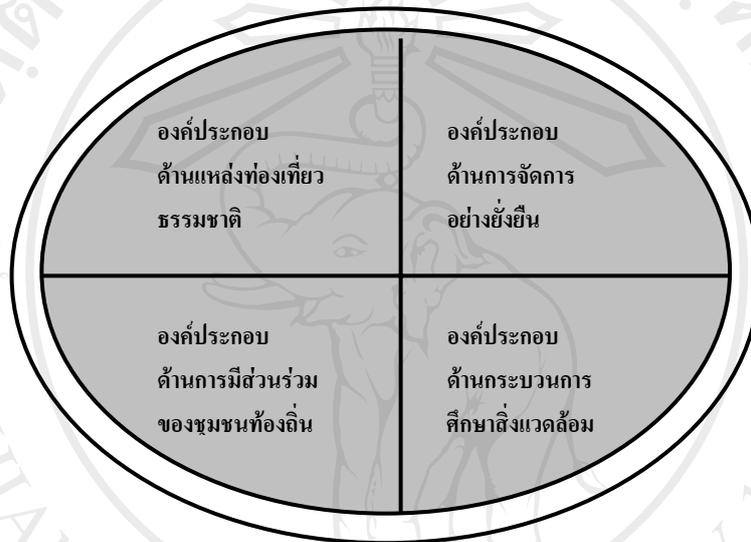 องค์ประกอบ
ด้านแหล่งท่องเที่ยว
ธรรมชาติ
องค์ประกอบ
ด้านการจัดการ
อย่างยั่งยืน
องค์ประกอบ
ด้านการมีส่วนร่วม
ของชุมชนท้องถิ่น
องค์ประกอบ
ด้านกระบวนการ
ศึกษาสิ่งแวดล้อม